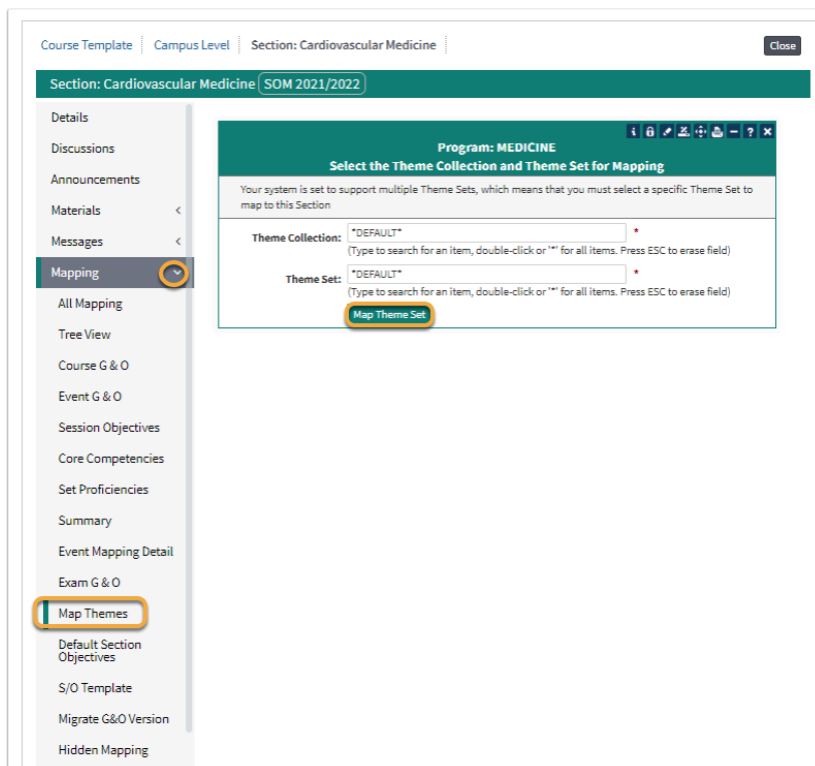 Course Template Campus Level Section: Cardiovascular Medicine Close
Section: Cardiovascular Medicine SOM 2021/2022
Details
Discussions
Announcements
Materials
Messages
Mapping
All Mapping
Tree View
Course G & O
Event G & O
Session Objectives
Core Competencies
Set Proficiencies
Summary
Event Mapping Detail
Exam G & O
Map Themes
Default Section
Objectives
S/O Template
Migrate G&O Version
Hidden Mapping
Program: MEDICINE
Select the Theme Collection and Theme Set for Mapping
Your system is set to support multiple Theme Sets, which means that you must select a specific Theme Set to
map to this Section
Theme Collection: *DEFAULT* *
(Type to search for an item, double-click or '*' for all items. Press ESC to erase field)
Theme Set: *DEFAULT* *
(Type to search for an item, double-click or '*' for all items. Press ESC to erase field)
Map Theme Set